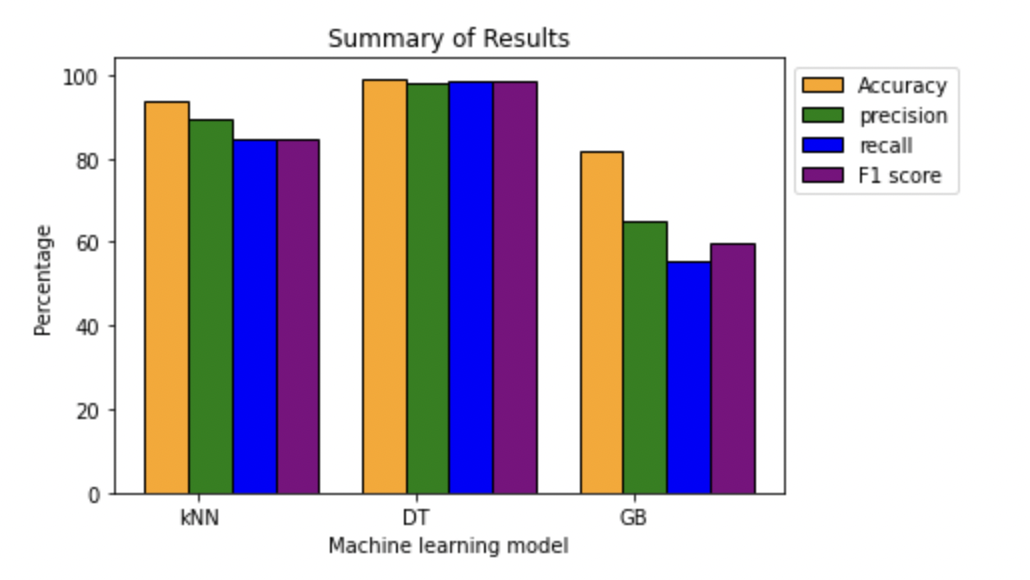 Summary of Results
100
80
60
40
20
0
Percentage
kNN DT GB
Machine learning model
Accuracy
precision
recall
F1 score